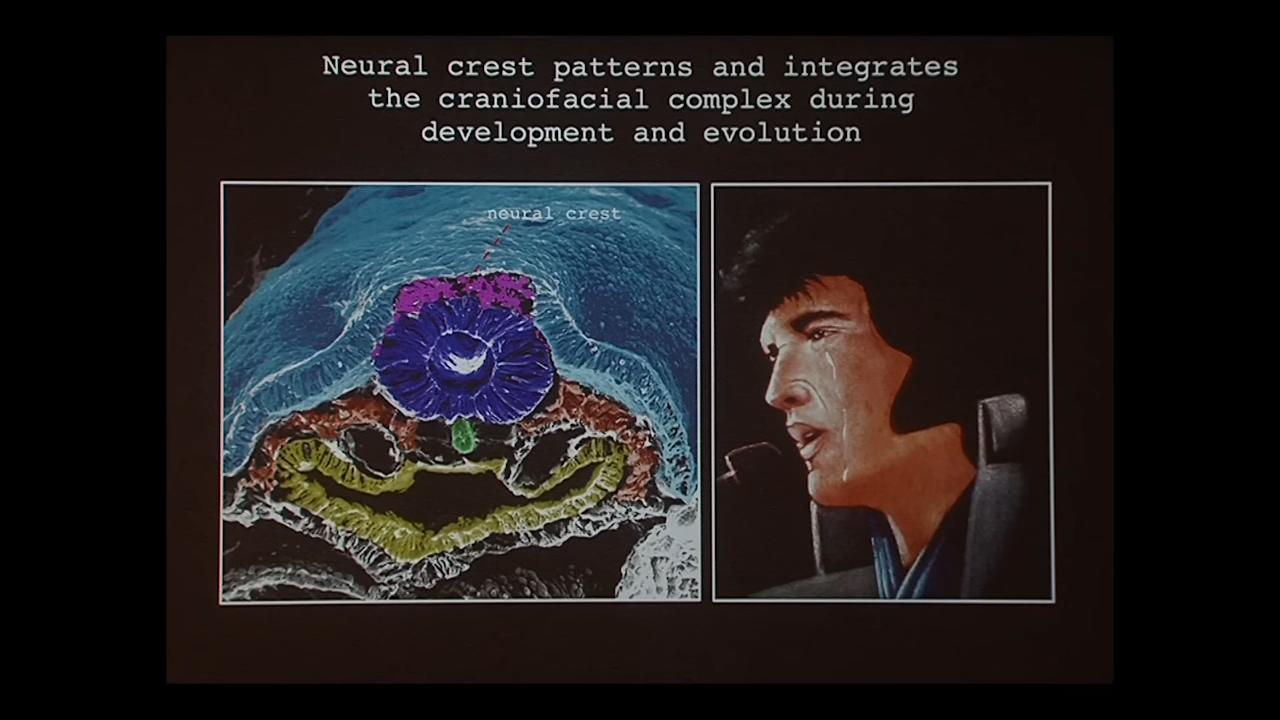 Neural crest patterns and integrates
the craniofacial complex during
development and evolution
neural crest